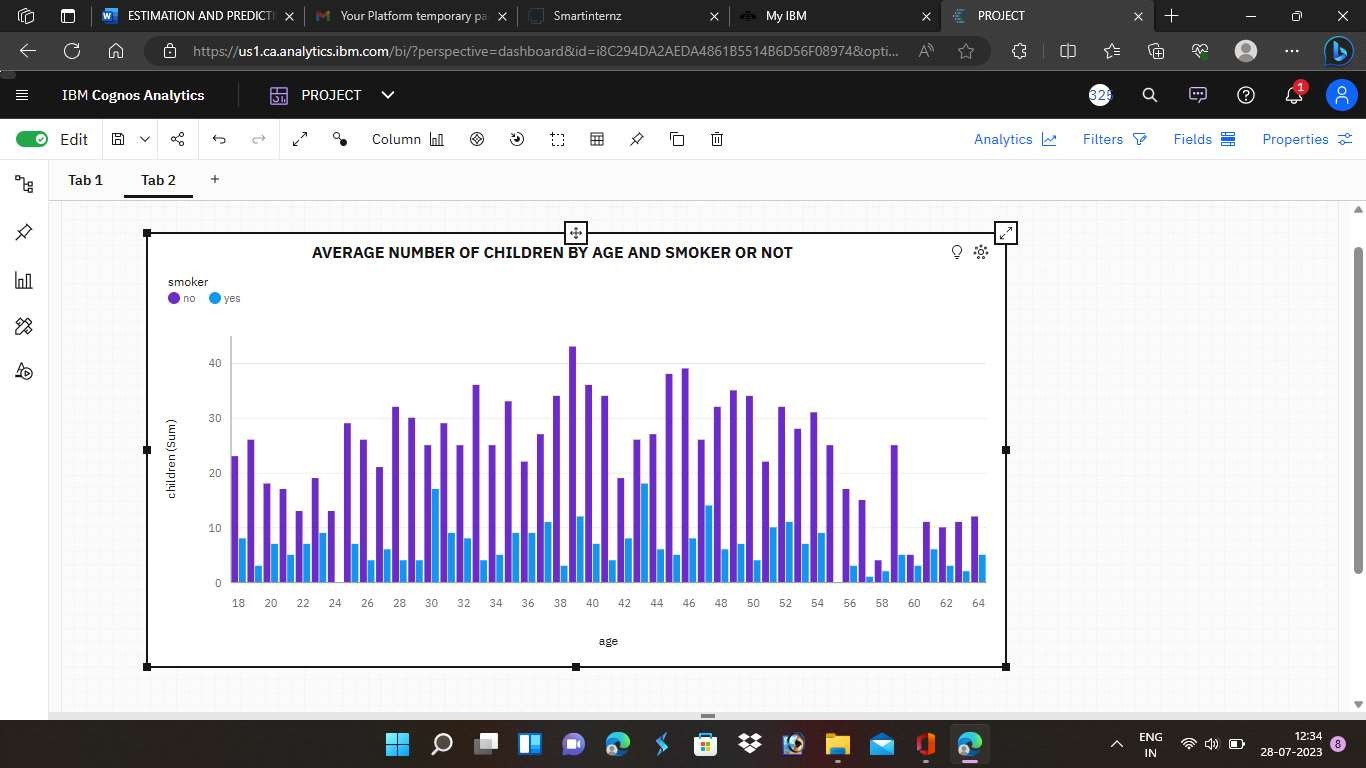 ESTIMATION AND PREDICTI
Your Platform temporary pa
Smartinternz
My IBM
PROJECT
https://us1.ca.analytics.ibm.com/bi/?perspective=dashboard&id=i8C294DA2AEDA4861B5514B6D56F08974&opti...
IBM Cognos Analytics
PROJECT
325
1
Edit
Column
Analytics
Filters
Fields
Properties
Tab 1
Tab 2
AVERAGE NUMBER OF CHILDREN BY AGE AND SMOKER OR NOT
smoker
no
yes
children (Sum)
40
30
20
10
0
18 20 22 24 26 28 30 32 34 36 38 40 42 44 46 48 50 52 54 56 58 60 62 64
age
ENG
IN
12:34
28-07-2023
8